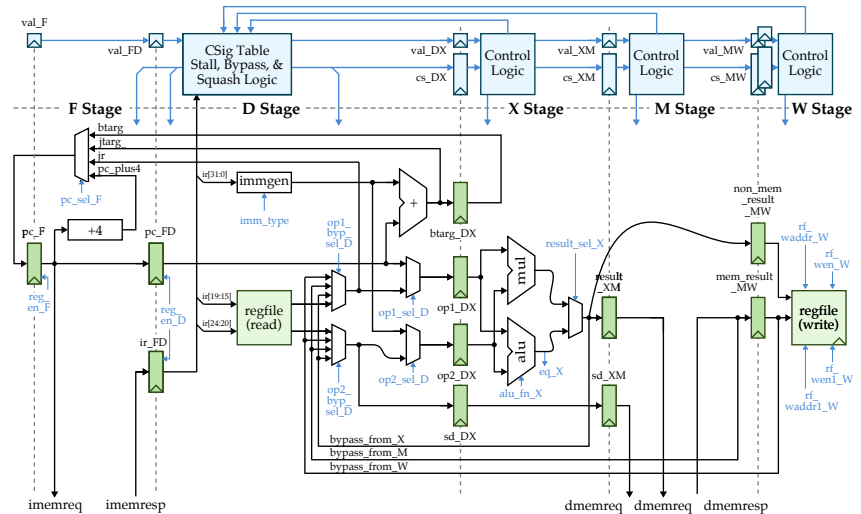 val_F
val_FD
CSig Table
Stall, Bypass, &
Squash Logic
val_DX
cs_DX
Control
Logic
val_XM
cs_XM
Control
Logic
val_MW
cs_MW
Control
Logic
F Stage
D Stage
X Stage
M Stage
W Stage
btarg
jtarg
jr
pc_plus4
pc_sel_F
+4
ir[31:0]
immgen
imm_type
+
btarg_DX
non_mem
_result
_MW
pc_F
reg_
en_F
pc_FD
reg_
en_D
ir_FD
op1_
byp_
sel_D
ir[19:15]
ir[24:20]
regfile
(read)
op1_sel_D
op1_DX
mul
result_sel_X
result
_XM
mem_result
_MW
rf_
waddr_W
rf_
wen_W
regfile
(write)
rf_
waddr1_W
rf_
wen1_W
op2_
byp_
sel_D
op2_sel_D
op2_DX
alu
alu_fn_X
eq_X
sd_XM
sd_DX
bypass_from_X
bypass_from_M
bypass_from_W
imemreq
imemresp
dmemreq
dmemreq
dmemresp